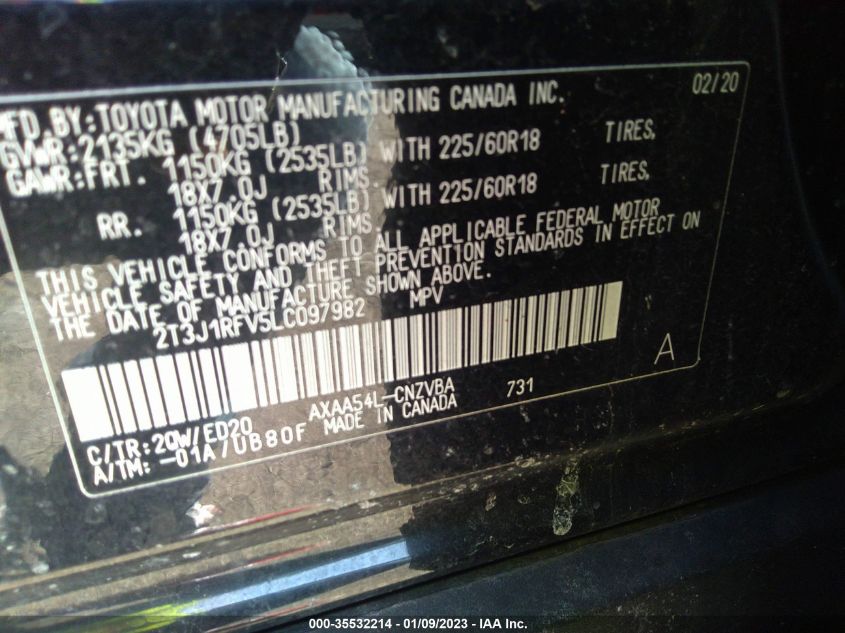 MFD.BY:TOYOTA MOTOR MANUFACTURING CANADA INC. 02/20
GVWR:2135KG (4705LB)
GAWR:FRT. 1150KG (2535LB) WITH 225/60R18 TIRES,
18X7.0J RIMS.
RR. 1150KG (2535LB) WITH 225/60R18 TIRES,
18X7.0J RIMS.
THIS VEHICLE CONFORMS TO ALL APPLICABLE FEDERAL MOTOR
VEHICLE SAFETY AND THEFT PREVENTION STANDARDS IN EFFECT ON
THE DATE OF MANUFACTURE SHOWN ABOVE.
2T3J1RFV5LC097982 MPV
A
C/TR:20W/ED20 AXAA54L-CNZVBA 731
A/TM:-01A/UB80F MADE IN CANADA
000-35532214 - 01/09/2023 - IAA Inc.